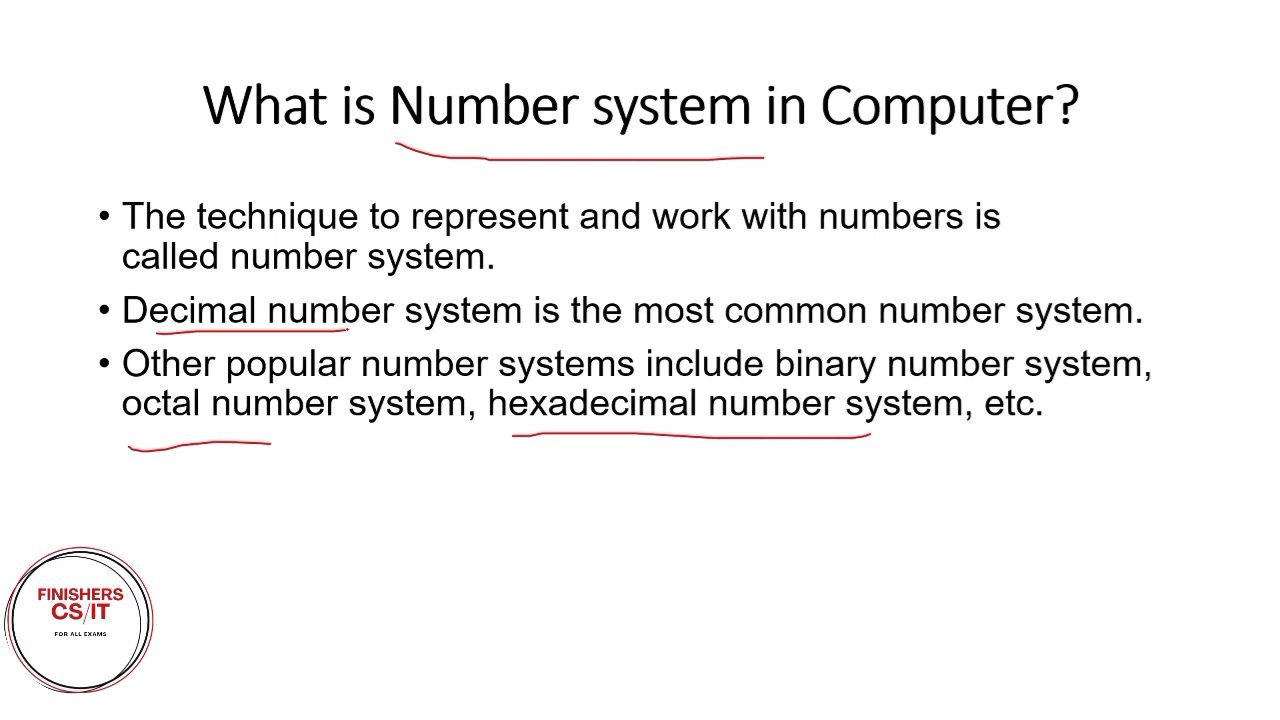 What is Number system in Computer?
• The technique to represent and work with numbers is
called number system.
• Decimal number system is the most common number system.
• Other popular number systems include binary number system,
octal number system, hexadecimal number system, etc.
FINISHERS
CS/IT
FOR ALL EXAMS